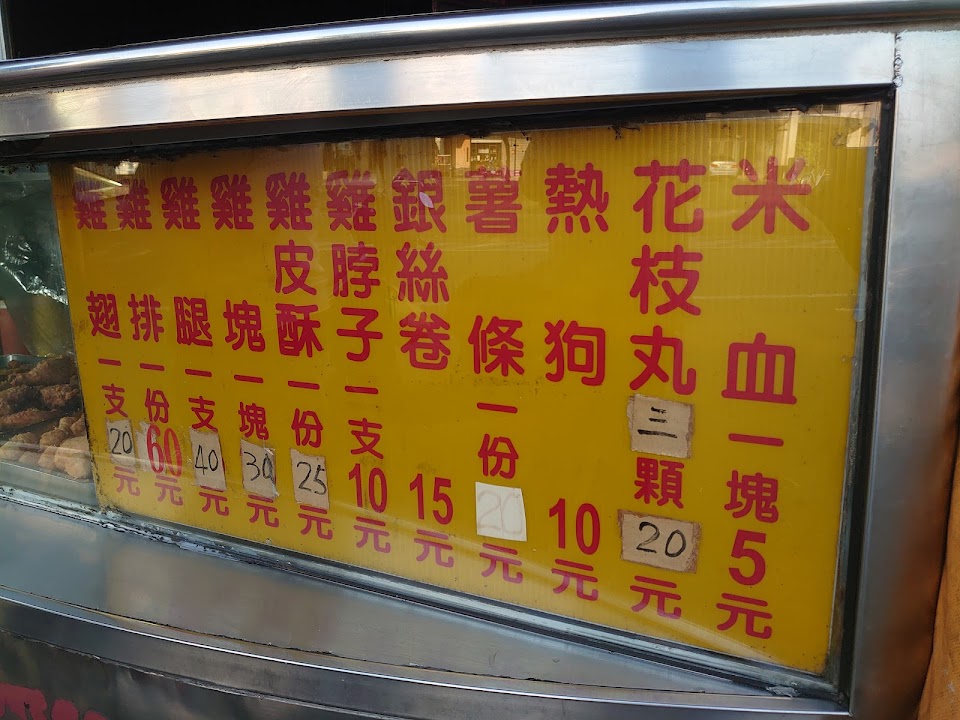 米血一塊5元
花枝丸三顆20元
熱狗10元
薯條一份20元
銀絲卷15元
雞脖子一支10元
雞皮酥一份25元
雞塊一塊30元
雞腿一支40元
雞排一份60元
雞翅一支20元